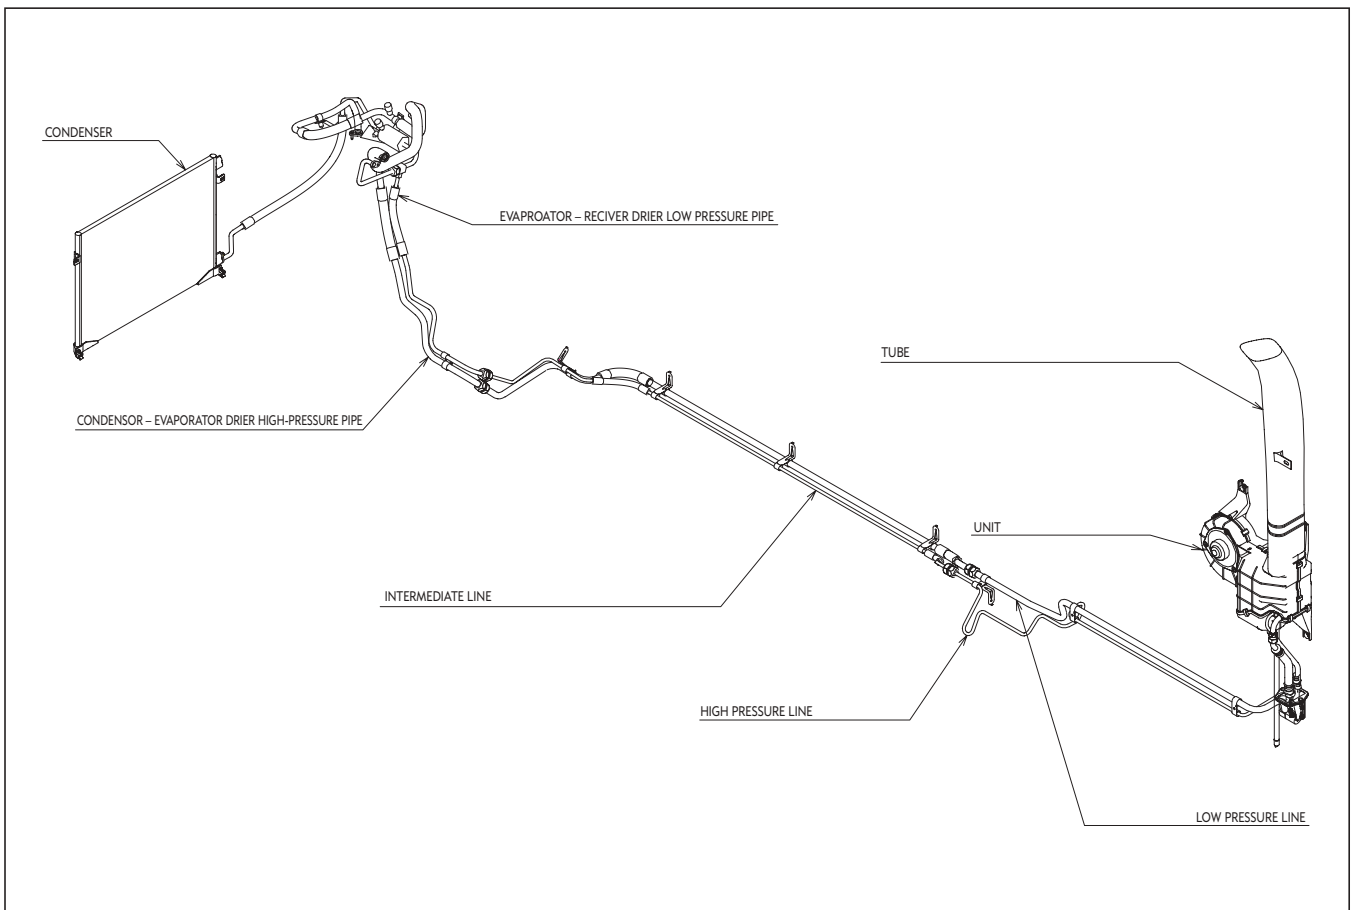 CONDENSER
EVAPROATOR – RECIVER DRIER LOW PRESSURE PIPE
TUBE
CONDENSOR – EVAPORATOR DRIER HIGH-PRESSURE PIPE
UNIT
INTERMEDIATE LINE
HIGH PRESSURE LINE
LOW PRESSURE LINE